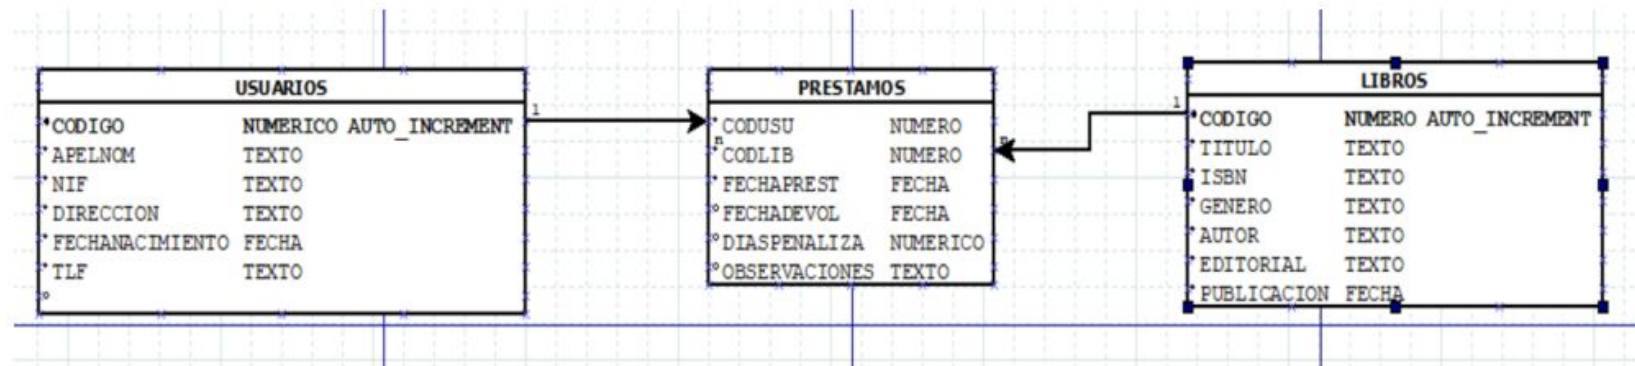 USUARIOS
CODIGO NUMERICO AUTO_INCREMENT
APELNOM TEXTO
NIF TEXTO
DIRECCION TEXTO
FECHANACIMIENTO FECHA
TLF TEXTO
1
n
PRESTAMOS
CODUSU NUMERO
CODLIB NUMERO
FECHAPREST FECHA
FECHADEVOL FECHA
DIASPENALIZA NUMERICO
OBSERVACIONES TEXTO
n
1
LIBROS
CODIGO NUMERO AUTO_INCREMENT
TITULO TEXTO
ISBN TEXTO
GENERO TEXTO
AUTOR TEXTO
EDITORIAL TEXTO
PUBLICACION FECHA